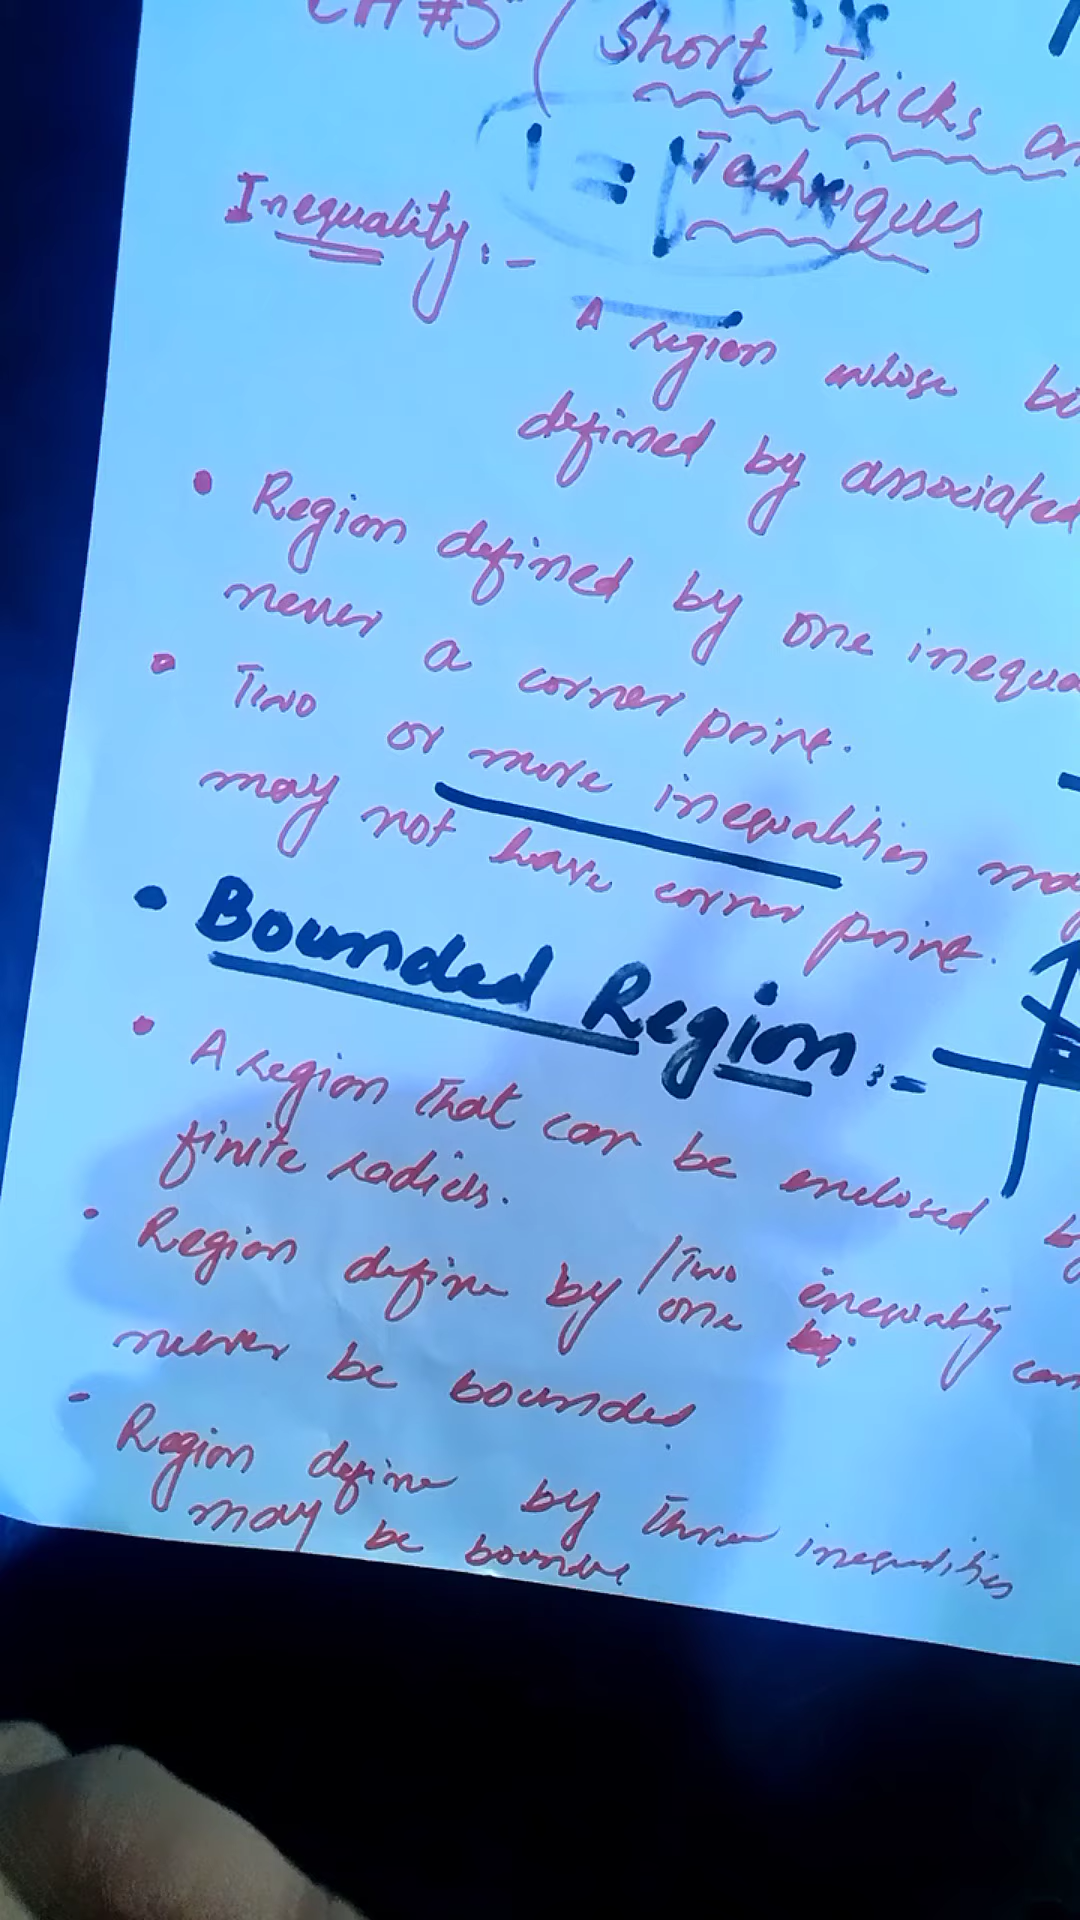 CH #5 (Short Tricks
Techniques
Inequality:-
A region whose
defined by associated
• Region defined by one
never a corner point.
• Two or more inequalities
may not have corner point.
• Bounded Region:-
• A region that can be enclosed
finite radius.
• Region define by one / Two inequality can
never be bounded.
- Region define by three inequalities
may be